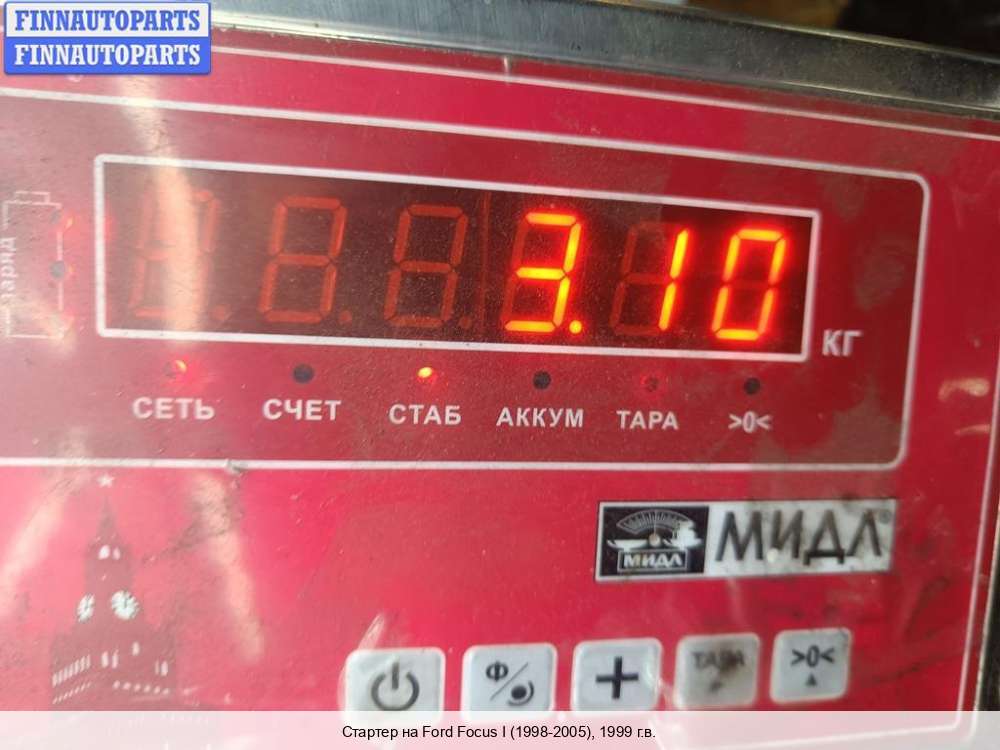 FINNAUTOPARTS
FINNAUTOPARTS
3.10
КГ
СЕТЬ СЧЕТ СТАБ АККУМ ТАРА >0<
МИДЛ МИДЛ®
Ф + ТАРА >0<
Стартер на Ford Focus I (1998-2005), 1999 г.в.